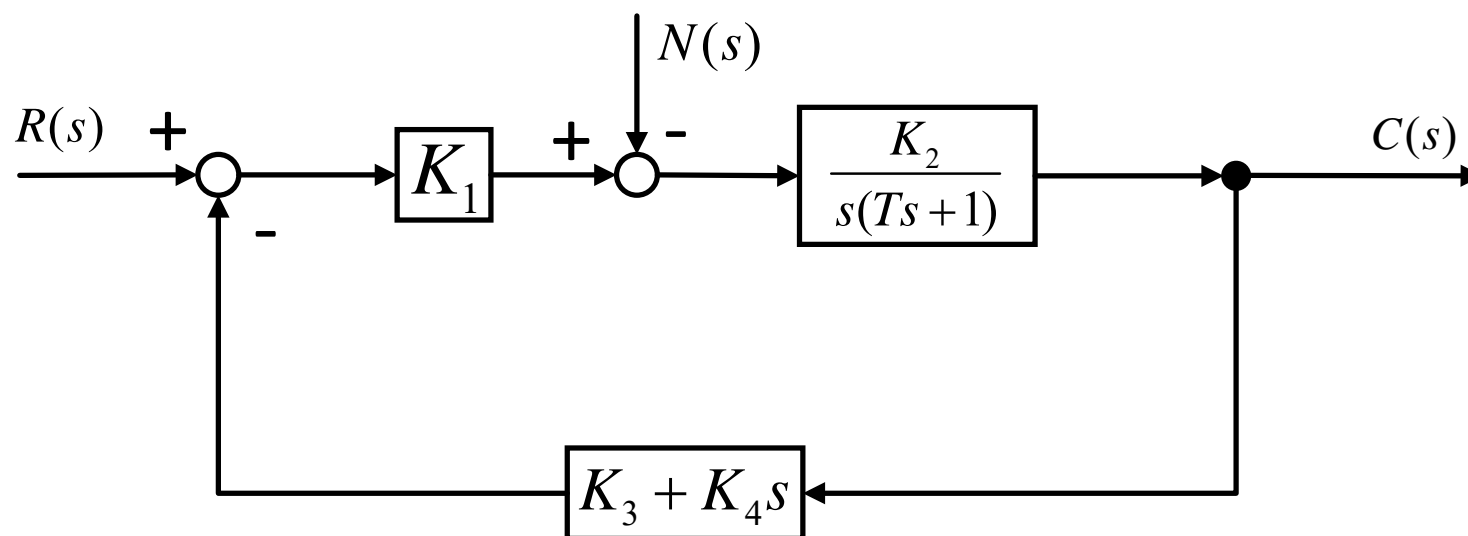 N(s)
R(s)
+
K₁
+
-
K₂
s(Ts+1)
C(s)
-
K₃ + K₄s